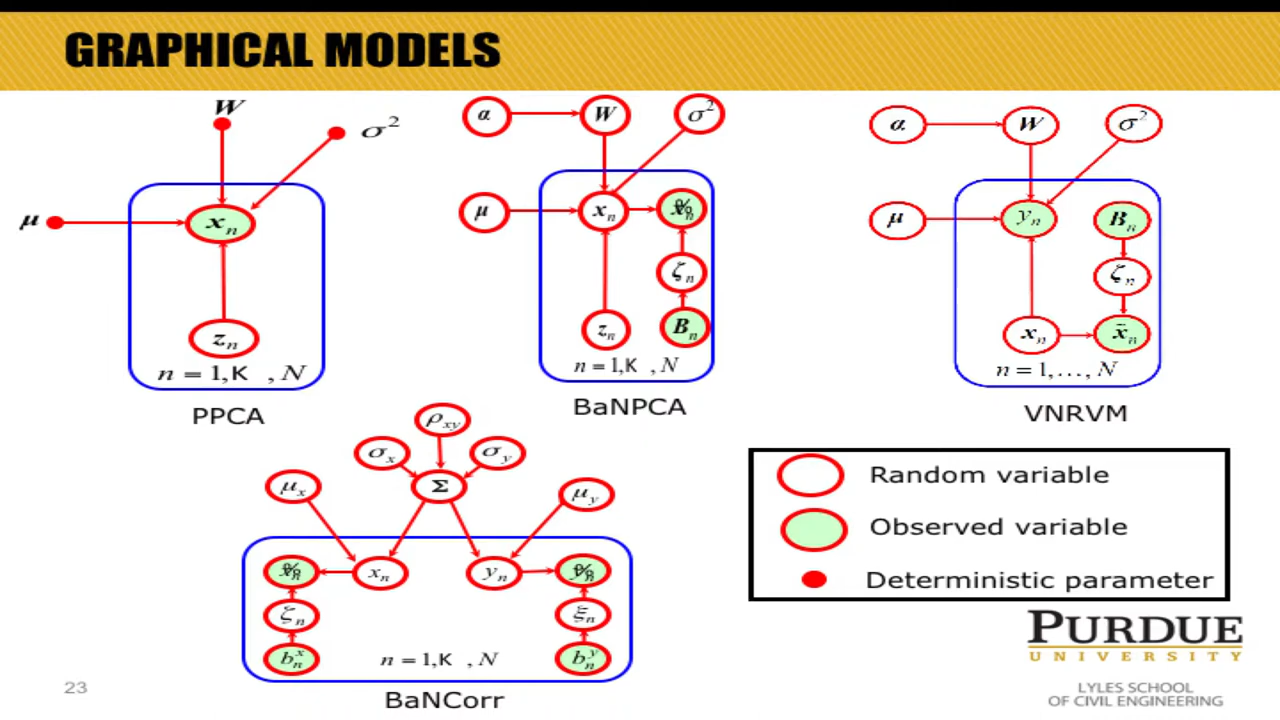 GRAPHICAL MODELS
W
σ²
μ
xₙ
zₙ
n = 1,K , N
PPCA
α
W
σ²
μ
xₙ
ζₙ
zₙ
Bₙ
n = 1,K , N
BaNPCA
α
W
σ²
μ
yₙ
Bₙ
ζₙ
xₙ
x̃ₙ
n = 1,…, N
VNRVM
ρxy
σx
σy
Σ
μx
μy
xₙ
yₙ
ζₙ
ξₙ
bₙˣ
bₙʸ
n = 1,K , N
BaNCorr
Random variable
Observed variable
Deterministic parameter
PURDUE
UNIVERSITY
LYLES SCHOOL
OF CIVIL ENGINEERING
23